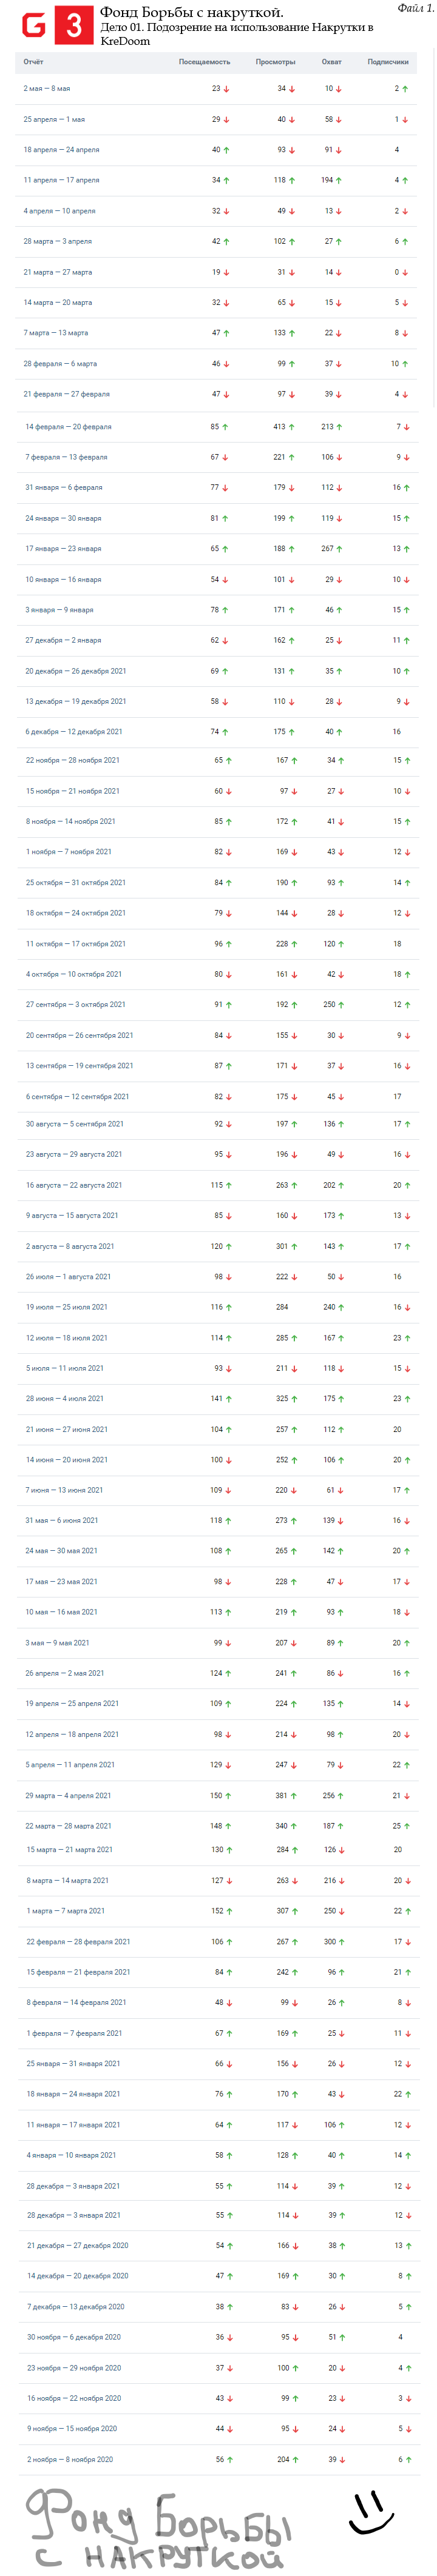 Файл 1.
G 3 Фонд Борьбы с накруткой.
Дело 01. Подозрение на использование Накрутки в
KreDoom
Отчёт Посещаемость Просмотры Охват Подписчики
2 мая — 8 мая 23 ↓ 34 ↓ 10 ↓ 2 ↑
25 апреля — 1 мая 29 ↓ 40 ↓ 58 ↓ 1 ↓
18 апреля — 24 апреля 40 ↑ 93 ↓ 91 ↓ 4
11 апреля — 17 апреля 34 ↑ 118 ↑ 194 ↑ 4 ↑
4 апреля — 10 апреля 32 ↓ 49 ↓ 13 ↓ 2 ↓
28 марта — 3 апреля 42 ↑ 102 ↑ 27 ↑ 6 ↑
21 марта — 27 марта 19 ↓ 31 ↓ 14 ↓ 0 ↓
14 марта — 20 марта 32 ↓ 65 ↓ 15 ↓ 5 ↓
7 марта — 13 марта 47 ↑ 133 ↑ 22 ↓ 8 ↓
28 февраля — 6 марта 46 ↓ 99 ↑ 37 ↓ 10 ↑
21 февраля — 27 февраля 47 ↓ 97 ↓ 39 ↓ 4 ↓
14 февраля — 20 февраля 85 ↑ 413 ↑ 213 ↑ 7 ↓
7 февраля — 13 февраля 67 ↓ 221 ↑ 106 ↓ 9 ↓
31 января — 6 февраля 77 ↓ 179 ↓ 112 ↓ 16 ↑
24 января — 30 января 81 ↑ 199 ↑ 119 ↓ 15 ↑
17 января — 23 января 65 ↑ 188 ↑ 267 ↑ 13 ↑
10 января — 16 января 54 ↓ 101 ↓ 29 ↓ 10 ↓
3 января — 9 января 78 ↑ 171 ↑ 46 ↑ 15 ↑
27 декабря — 2 января 62 ↓ 162 ↑ 25 ↓ 11 ↑
20 декабря — 26 декабря 2021 69 ↑ 131 ↑ 35 ↑ 10 ↑
13 декабря — 19 декабря 2021 58 ↓ 110 ↓ 28 ↓ 9 ↓
6 декабря — 12 декабря 2021 74 ↑ 175 ↑ 40 ↑ 16
22 ноября — 28 ноября 2021 65 ↑ 167 ↑ 34 ↑ 15 ↑
15 ноября — 21 ноября 2021 60 ↓ 97 ↓ 27 ↓ 10 ↓
8 ноября — 14 ноября 2021 85 ↑ 172 ↑ 41 ↓ 15 ↑
1 ноября — 7 ноября 2021 82 ↓ 169 ↓ 43 ↓ 12 ↓
25 октября — 31 октября 2021 84 ↑ 190 ↑ 93 ↑ 14 ↑
18 октября — 24 октября 2021 79 ↓ 144 ↓ 28 ↓ 12 ↓
11 октября — 17 октября 2021 96 ↑ 228 ↑ 120 ↑ 18
4 октября — 10 октября 2021 80 ↓ 161 ↓ 42 ↓ 18 ↑
27 сентября — 3 октября 2021 91 ↑ 192 ↑ 250 ↑ 12 ↑
20 сентября — 26 сентября 2021 84 ↓ 155 ↓ 30 ↓ 9 ↓
13 сентября — 19 сентября 2021 87 ↑ 171 ↓ 37 ↓ 16 ↓
6 сентября — 12 сентября 2021 82 ↓ 175 ↓ 45 ↓ 17
30 августа — 5 сентября 2021 92 ↓ 197 ↑ 136 ↑ 17 ↑
23 августа — 29 августа 2021 95 ↓ 196 ↓ 49 ↓ 16 ↓
16 августа — 22 августа 2021 115 ↑ 263 ↑ 202 ↑ 20 ↑
9 августа — 15 августа 2021 85 ↓ 160 ↓ 173 ↑ 13 ↓
2 августа — 8 августа 2021 120 ↑ 301 ↑ 143 ↑ 17 ↑
26 июля — 1 августа 2021 98 ↓ 222 ↓ 50 ↓ 16
19 июля — 25 июля 2021 116 ↑ 284 240 ↑ 16 ↓
12 июля — 18 июля 2021 114 ↑ 285 ↑ 167 ↑ 23 ↑
5 июля — 11 июля 2021 93 ↓ 211 ↓ 118 ↓ 15 ↓
28 июня — 4 июля 2021 141 ↑ 325 ↑ 175 ↑ 23 ↑
21 июня — 27 июня 2021 104 ↑ 257 ↑ 112 ↑ 20
14 июня — 20 июня 2021 100 ↓ 252 ↑ 106 ↑ 20 ↑
7 июня — 13 июня 2021 109 ↓ 220 ↓ 61 ↓ 17 ↑
31 мая — 6 июня 2021 118 ↑ 273 ↑ 139 ↓ 16 ↓
24 мая — 30 мая 2021 108 ↑ 265 ↑ 142 ↑ 20 ↑
17 мая — 23 мая 2021 98 ↓ 228 ↑ 47 ↓ 17 ↓
10 мая — 16 мая 2021 113 ↑ 219 ↑ 93 ↑ 18 ↓
3 мая — 9 мая 2021 99 ↓ 207 ↓ 89 ↑ 20 ↑
26 апреля — 2 мая 2021 124 ↑ 241 ↑ 86 ↓ 16 ↑
19 апреля — 25 апреля 2021 109 ↑ 224 ↑ 135 ↑ 14 ↓
12 апреля — 18 апреля 2021 98 ↓ 214 ↓ 98 ↑ 20 ↓
5 апреля — 11 апреля 2021 129 ↓ 247 ↓ 79 ↓ 22 ↑
29 марта — 4 апреля 2021 150 ↑ 381 ↑ 256 ↑ 21 ↓
22 марта — 28 марта 2021 148 ↑ 340 ↑ 187 ↑ 25 ↑
15 марта — 21 марта 2021 130 ↑ 284 ↑ 126 ↓ 20
8 марта — 14 марта 2021 127 ↓ 263 ↓ 216 ↓ 20 ↓
1 марта — 7 марта 2021 152 ↑ 307 ↑ 250 ↓ 22 ↑
22 февраля — 28 февраля 2021 106 ↑ 267 ↑ 300 ↑ 17 ↓
15 февраля — 21 февраля 2021 84 ↑ 242 ↑ 96 ↑ 21 ↑
8 февраля — 14 февраля 2021 48 ↓ 99 ↓ 26 ↑ 8 ↓
1 февраля — 7 февраля 2021 67 ↑ 169 ↑ 25 ↓ 11 ↓
25 января — 31 января 2021 66 ↓ 156 ↓ 26 ↓ 12 ↓
18 января — 24 января 2021 76 ↑ 170 ↑ 43 ↓ 22 ↑
11 января — 17 января 2021 64 ↑ 117 ↓ 106 ↑ 12 ↓
4 января — 10 января 2021 58 ↑ 128 ↑ 40 ↑ 14 ↑
28 декабря — 3 января 2021 55 ↑ 114 ↓ 39 ↑ 12 ↓
28 декабря — 3 января 2021 55 ↑ 114 ↓ 39 ↑ 12 ↓
21 декабря — 27 декабря 2020 54 ↑ 166 ↓ 38 ↑ 13 ↑
14 декабря — 20 декабря 2020 47 ↑ 169 ↑ 30 ↑ 8 ↑
7 декабря — 13 декабря 2020 38 ↑ 83 ↓ 26 ↓ 5 ↑
30 ноября — 6 декабря 2020 36 ↓ 95 ↓ 51 ↑ 4
23 ноября — 29 ноября 2020 37 ↓ 100 ↑ 20 ↓ 4 ↑
16 ноября — 22 ноября 2020 43 ↓ 99 ↑ 23 ↓ 3 ↓
9 ноября — 15 ноября 2020 44 ↓ 95 ↓ 24 ↓ 5 ↓
2 ноября — 8 ноября 2020 56 ↑ 204 ↑ 39 ↓ 6 ↑
Фонд Борьбы
с накруткой